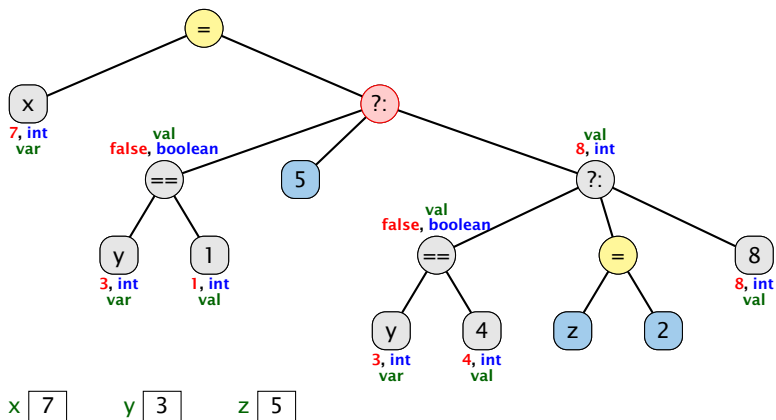 =
x
7, int
var
?:
val
false, boolean
==
5
val
8, int
?:
y
3, int
var
1
1, int
val
val
false, boolean
==
=
8
8, int
val
y
3, int
var
4
4, int
val
z
2
x 7 y 3 z 5